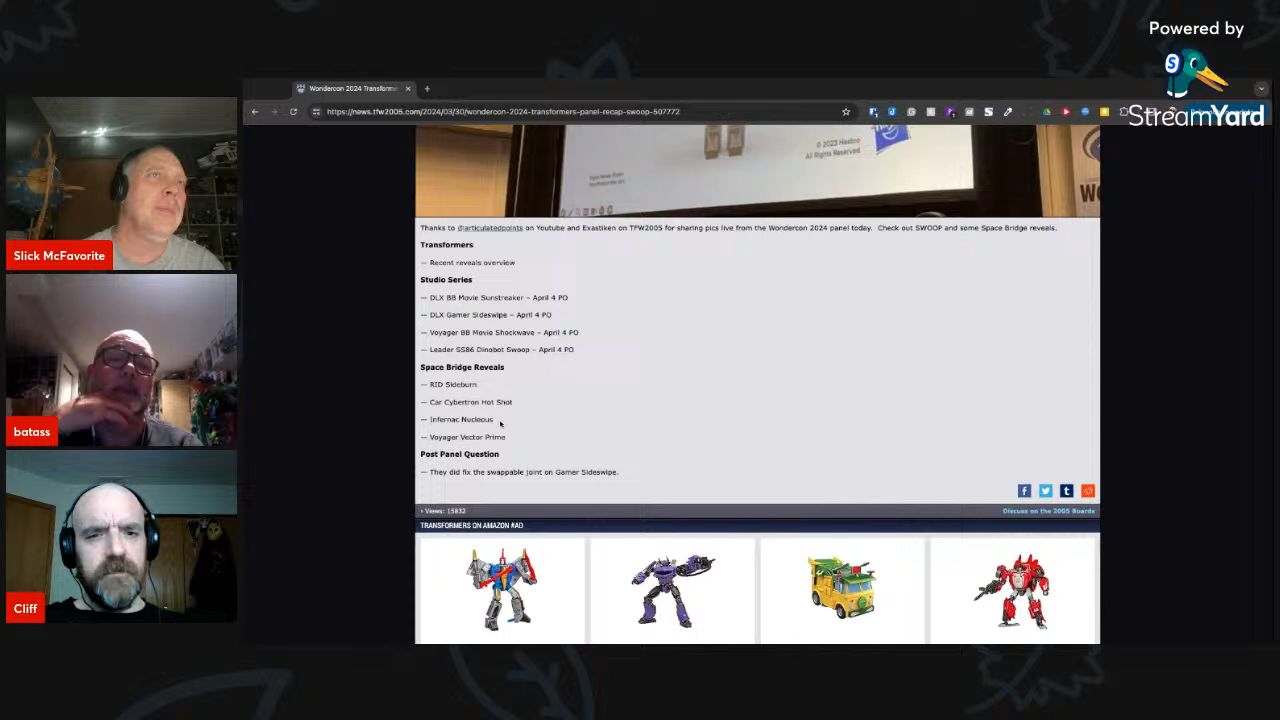 Powered by
StreamYard
Wondercon 2024 Transforme
https://news.tfw2005.com/2024/03/30/wondercon-2024-transformers-panel-recap-swoop-507772
© 2023 Hasbro
All Rights Reserved
Thanks to @articulatedpoints on Youtube and Exastiken on TFW2005 for sharing pics live from the Wondercon 2024 panel today. Check out SWOOP and some Space Bridge reveals.
Transformers
— Recent reveals overview
Studio Series
— DLX BB Movie Sunstreaker – April 4 PO
— DLX Gamer Sideswipe – April 4 PO
— Voyager BB Movie Shockwave – April 4 PO
— Leader SS86 Dinobot Swoop – April 4 PO
Space Bridge Reveals
— RID Sideburn
— Car Cybertron Hot Shot
— Infernac Nucleous
— Voyager Vector Prime
Post Panel Question
— They did fix the swappable joint on Gamer Sideswipe.
› Views: 15832
Discuss on the 2005 Boards
TRANSFORMERS ON AMAZON #AD
Slick McFavorite
batass
Cliff